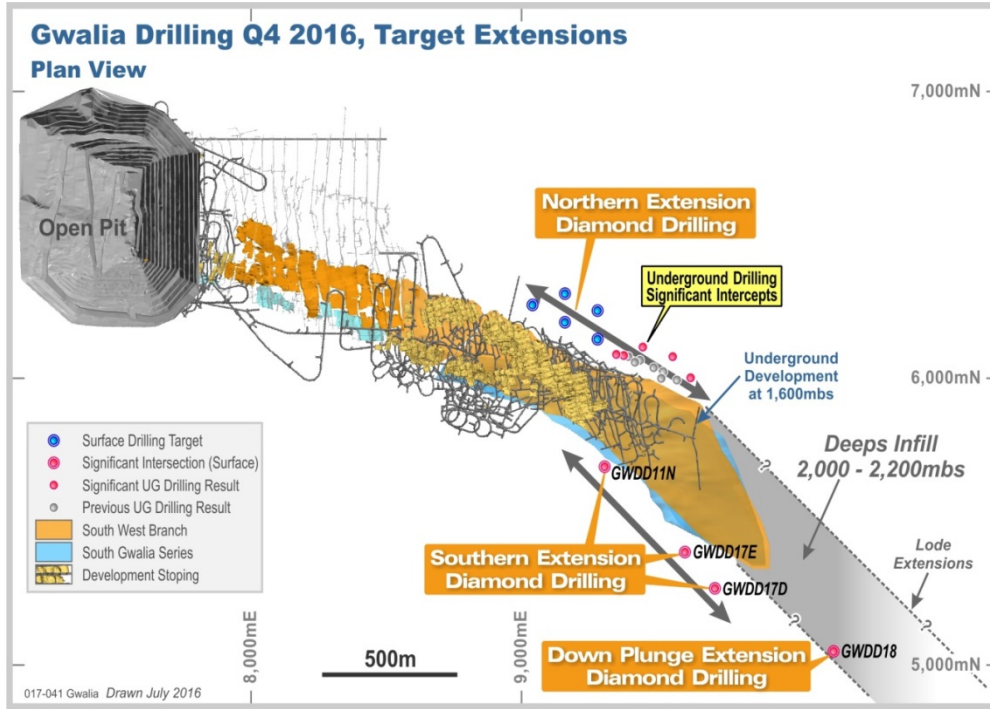 Gwalia Drilling Q4 2016, Target Extensions
Plan View
7,000mN
Open Pit
Northern Extension
Diamond Drilling
Underground Drilling
Significant Intercepts
Underground
Development
at 1,600mbs
6,000mN
Deeps Infill
2,000 - 2,200mbs
?
Surface Drilling Target
Significant Intersection (Surface)
Significant UG Drilling Result
Previous UG Drilling Result
South West Branch
South Gwalia Series
Development Stoping
GWDD11N
GWDD17E
Southern Extension
Diamond Drilling
GWDD17D
Lode
Extensions
?
?
?
8,000mE
9,000mE
500m
Down Plunge Extension
Diamond Drilling
GWDD18
5,000mN
017-041 Gwalia Drawn July 2016